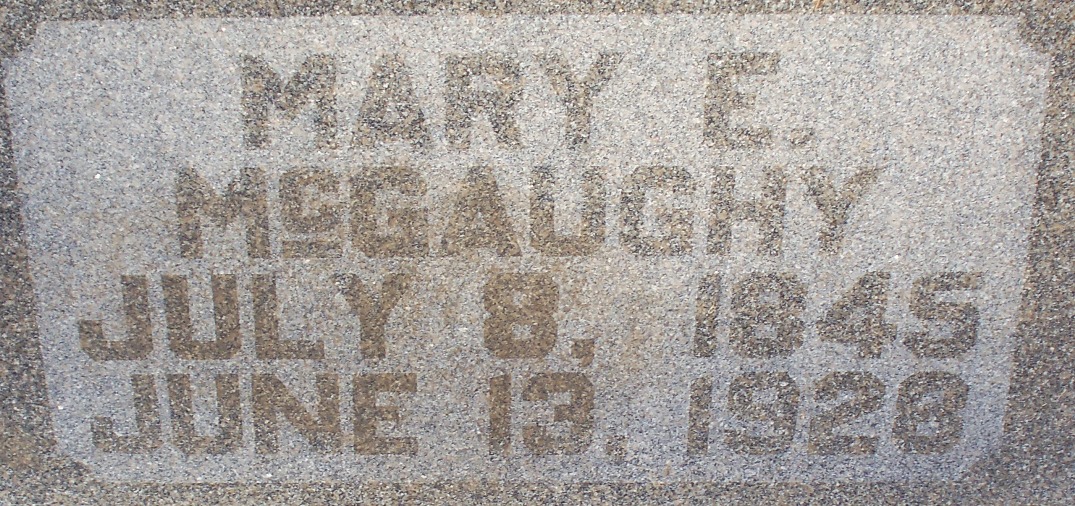 MARY E.
McGAUGHY
JULY 8, 1845
JUNE 13. 1928